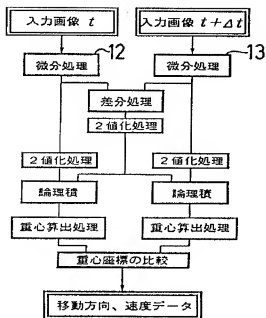 入力画像 t
入力画像 t+Δt
微分処理
12
微分処理
13
差分処理
2値化処理
2値化処理
2値化処理
論理積
論理積
重心算出処理
重心算出処理
重心座標の比較
移動方向、速度データ